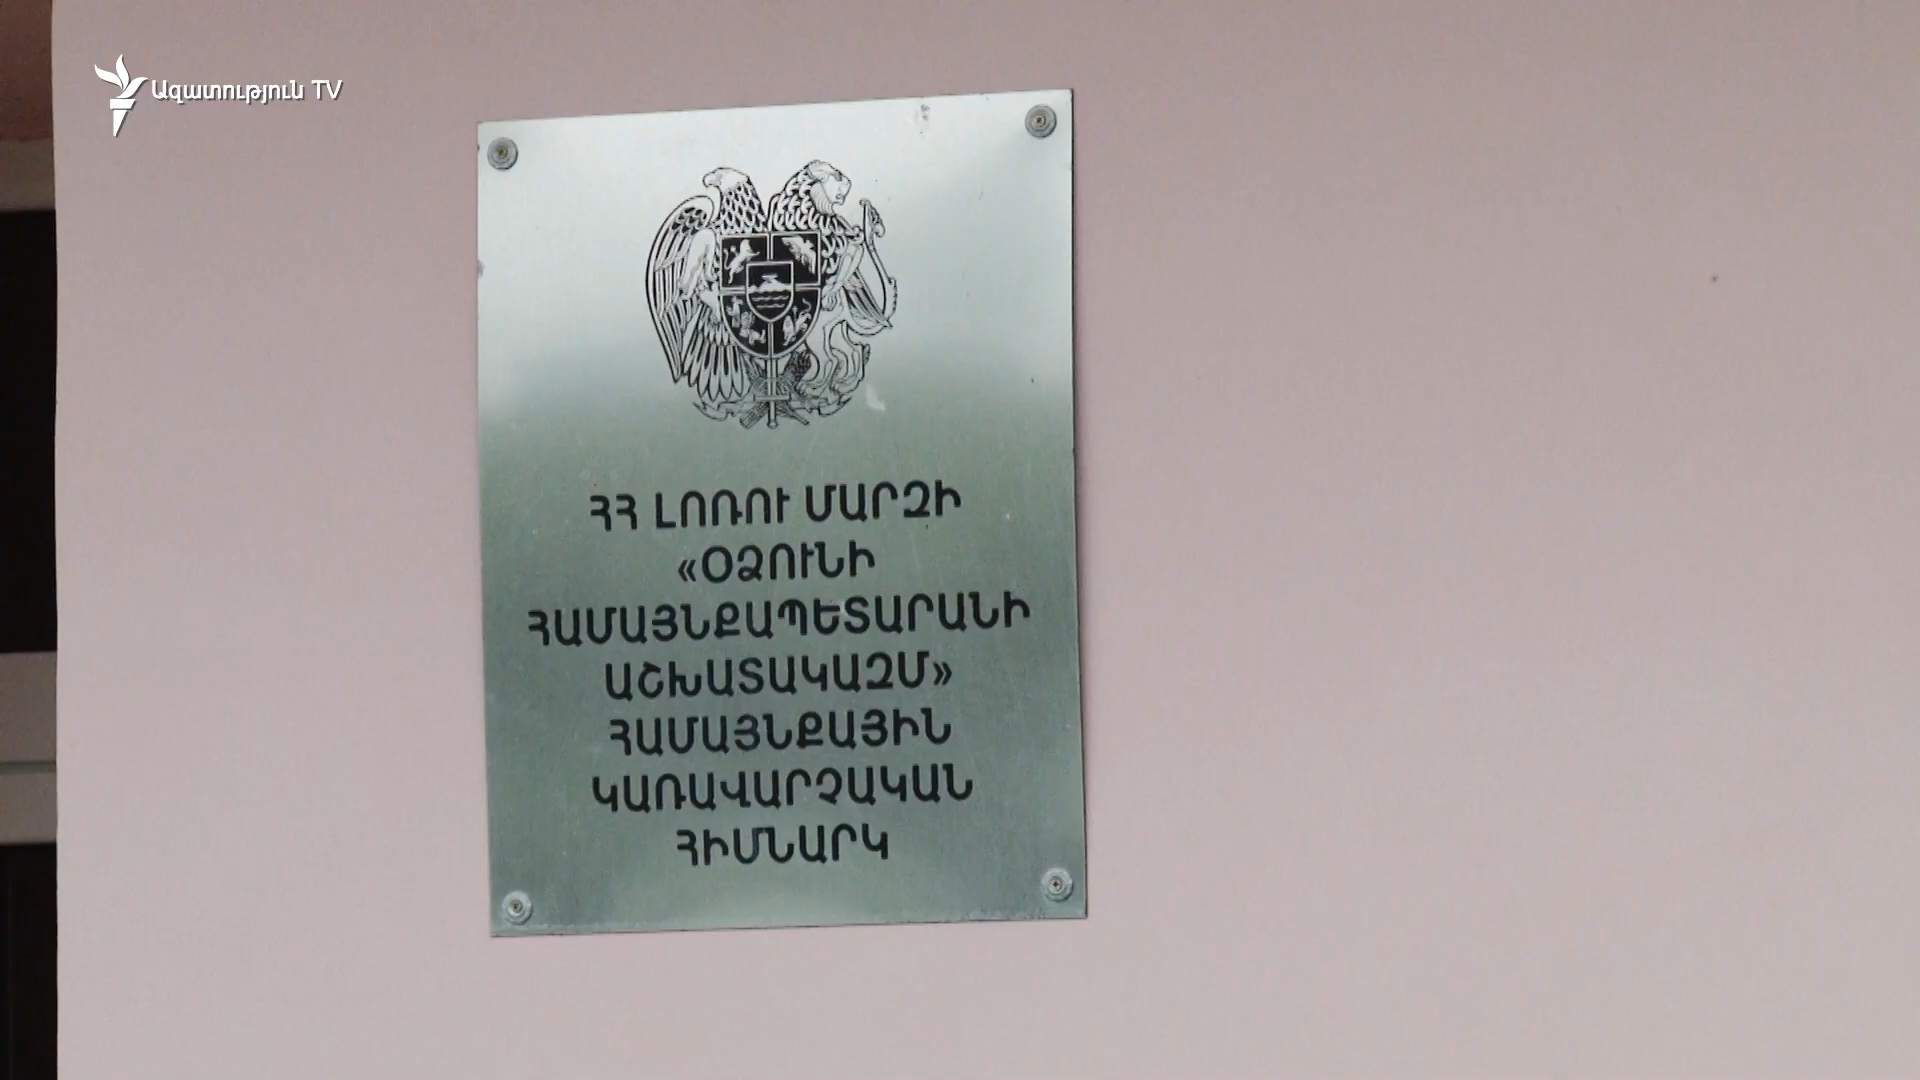 Ազատություն TV
ՀՀ ԼՈՌՈՒ ՄԱՐԶԻ
«ՕՁՈՒՆԻ
ՀԱՄԱՅՆՔԱՊԵՏԱՐԱՆԻ
ԱՇԽԱՏԱԿԱԶՄ»
ՀԱՄԱՅՆՔԱՅԻՆ
ԿԱՌԱՎԱՐՉԱԿԱՆ
ՀԻՄՆԱՐԿ